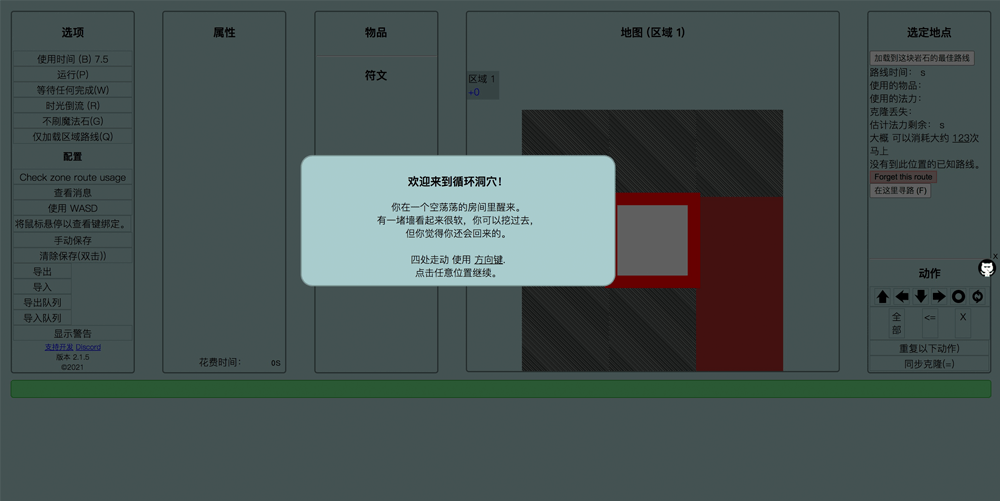 选项
使用时间 (B) 7.5
运行(P)
等待任何完成(W)
时光倒流 (R)
不刷魔法石(G)
仅加载区域路线(Q)
配置
Check zone route usage
查看消息
使用 WASD
将鼠标悬停以查看键绑定。
手动保存
清除保存(双击))
导出
导入
导出队列
导入队列
显示警告
支持开发 Discord
版本 2.1.5
©2021
属性
花费时间： 0s
物品
符文
地图 (区域 1)
区域 1
+0
欢迎来到循环洞穴！
你在一个空荡荡的房间里醒来。
有一堵墙看起来很软，你可以挖过去，
但你觉得你还会回来的。
四处走动 使用 方向键.
点击任意位置继续。
选定地点
加载到这块岩石的最佳路线
路线时间： s
使用的物品：
使用的法力：
克隆丢失：
估计法力剩余： s
大概 可以消耗大约 123次
马上
没有到此位置的已知路线。
Forget this route
在这里寻路 (F)
x
动作
全部
<=
X
重复以下动作)
同步克隆(=)